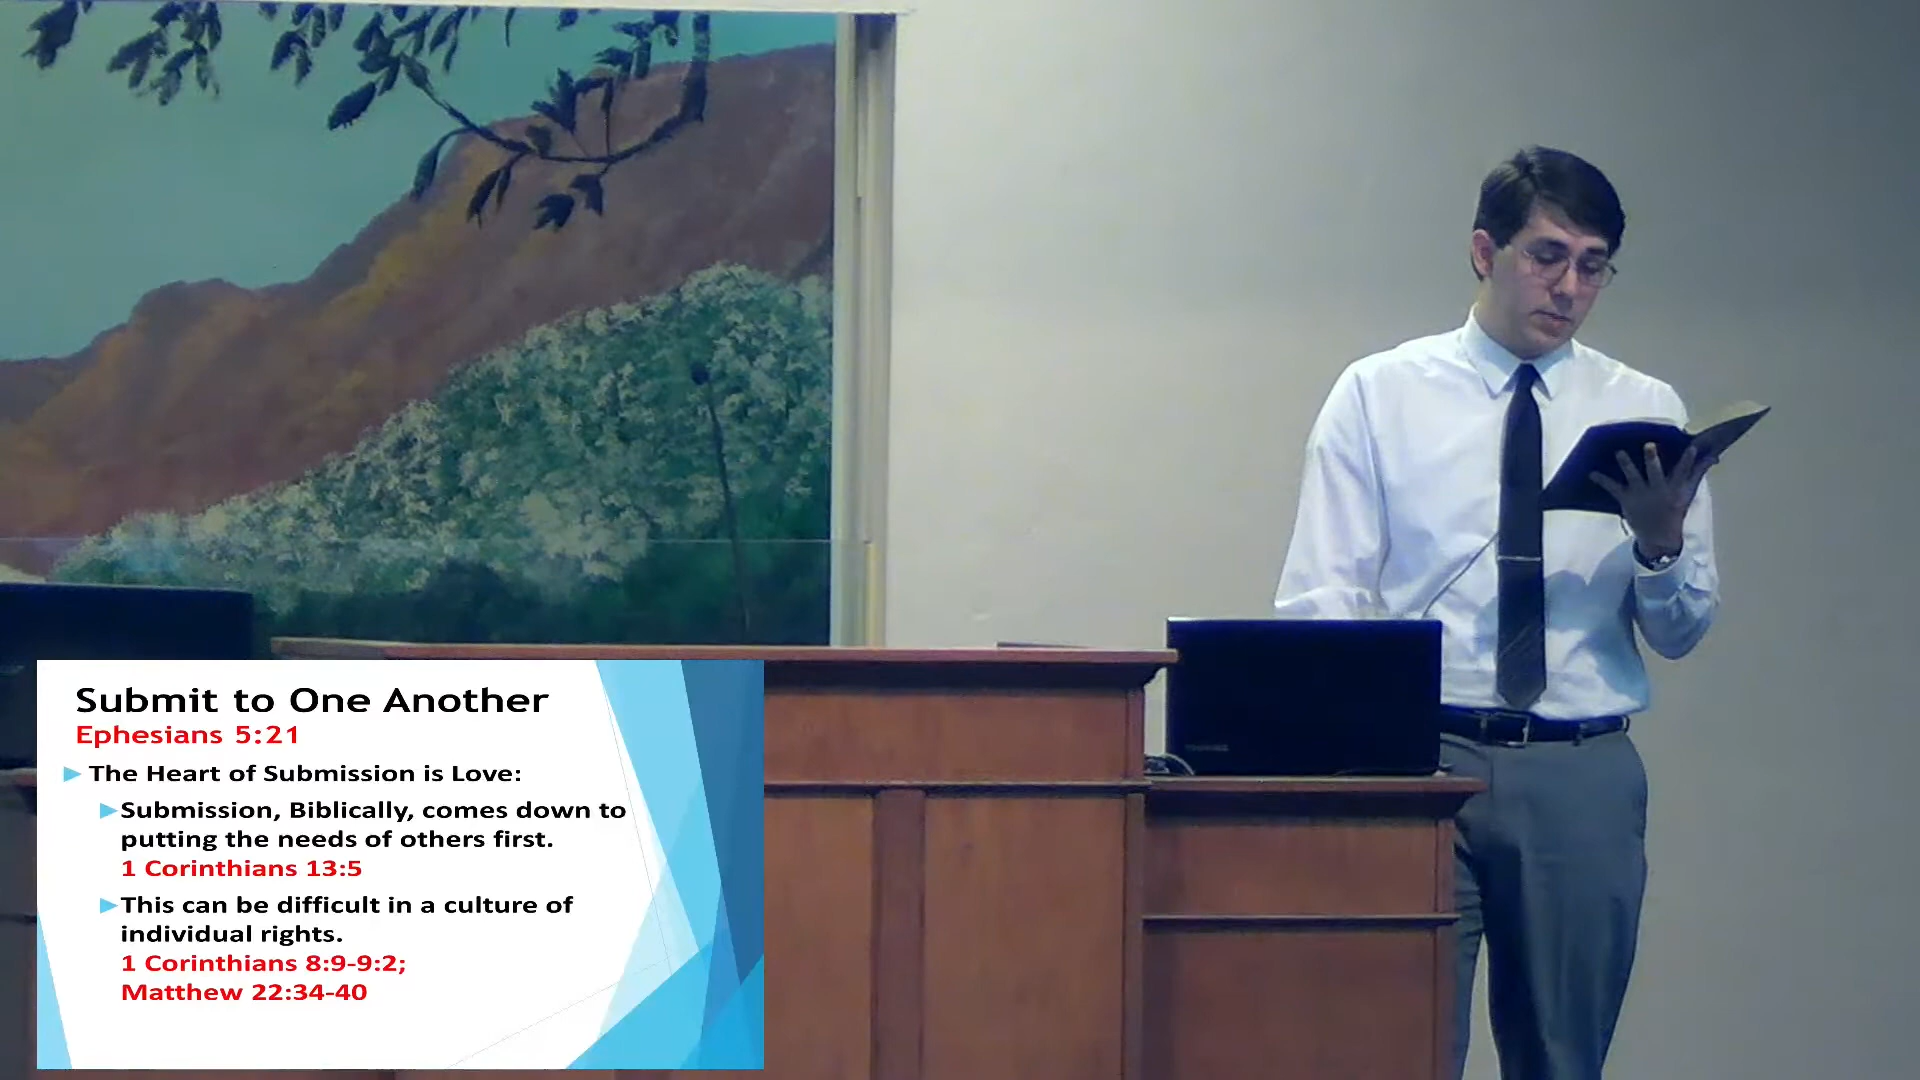 Submit to One Another
Ephesians 5:21
The Heart of Submission is Love:
Submission, Biblically, comes down to
putting the needs of others first.
1 Corinthians 13:5
This can be difficult in a culture of
individual rights.
1 Corinthians 8:9-9:2;
Matthew 22:34-40